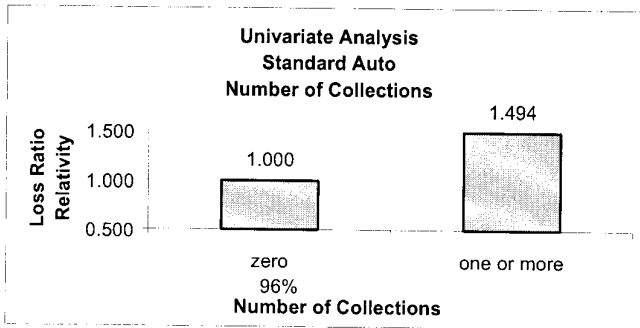 Univariate Analysis
Standard Auto
Number of Collections
Loss Ratio
Relativity
1.500
1.000
0.500
1.000
1.494
zero
one or more
96%
Number of Collections